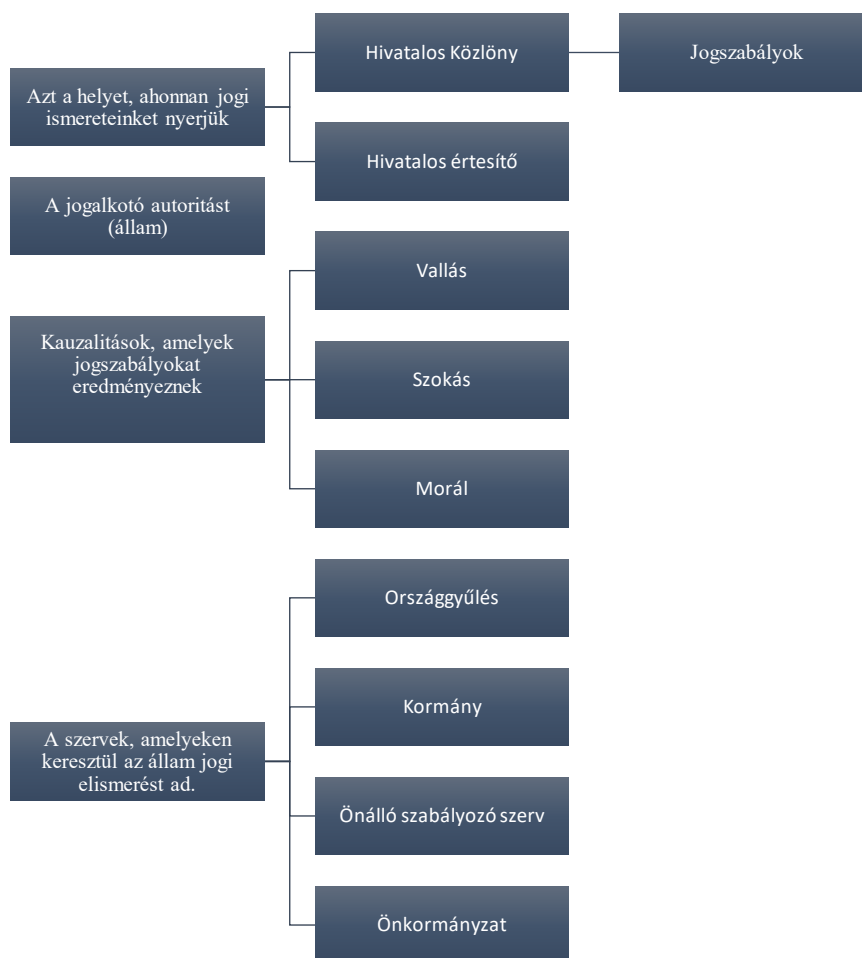 Azt a helyet, ahonnan jogi
ismereteinket nyerjük
Hivatalos Közlöny
Jogszabályok
Hivatalos értesítő
A jogalkotó autoritást
(állam)
Kauzalitások, amelyek
jogszabályokat
eredményeznek
Vallás
Szokás
Morál
A szervek, amelyeken
keresztül az állam jogi
elismerést ad.
Országgyűlés
Kormány
Önálló szabályozó szerv
Önkormányzat